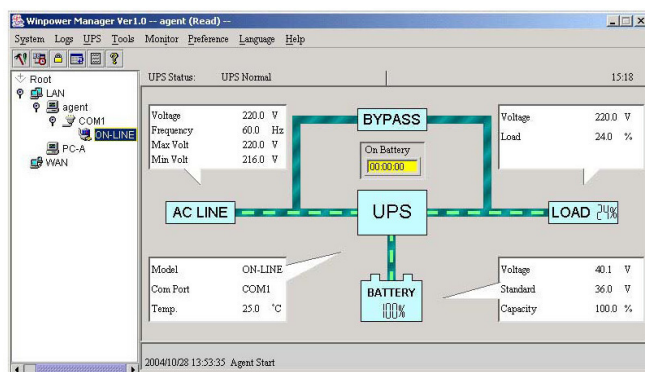 Winpower Manager Ver1.0 -- agent (Read) --
System Logs UPS Tools Monitor Preference Language Help
Root
LAN
agent
COM1
ON-LINE
PC-A
WAN
UPS Status: UPS Normal 15:18
Voltage 220.0 V
Frequency 60.0 Hz
Max Volt 220.0 V
Min Volt 216.0 V
BYPASS
On Battery
00:00:00
Voltage 220.0 V
Load 24.0 %
AC LINE
UPS
LOAD 24%
Model ON-LINE
Com Port COM1
Temp. 25.0 °C
BATTERY
100%
Voltage 40.1 V
Standard 36.0 V
Capacity 100.0 %
2004/10/28 13:53:35 Agent Start